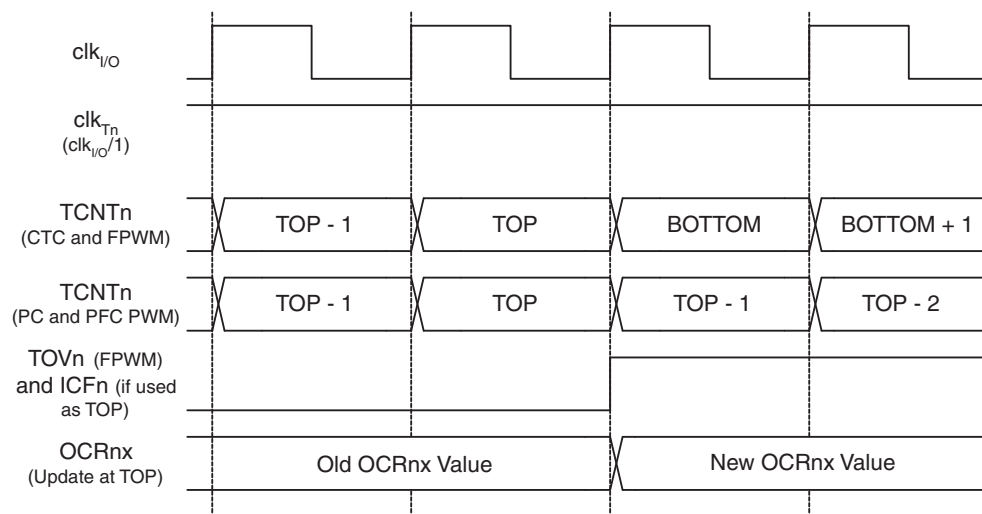 clkI/O
clkTn
(clkI/O/1)
TCNTn
(CTC and FPWM)
TOP - 1
TOP
BOTTOM
BOTTOM + 1
TCNTn
(PC and PFC PWM)
TOP - 1
TOP
TOP - 1
TOP - 2
TOVn (FPWM)
and ICFn (if used
as TOP)
OCRnx
(Update at TOP)
Old OCRnx Value
New OCRnx Value